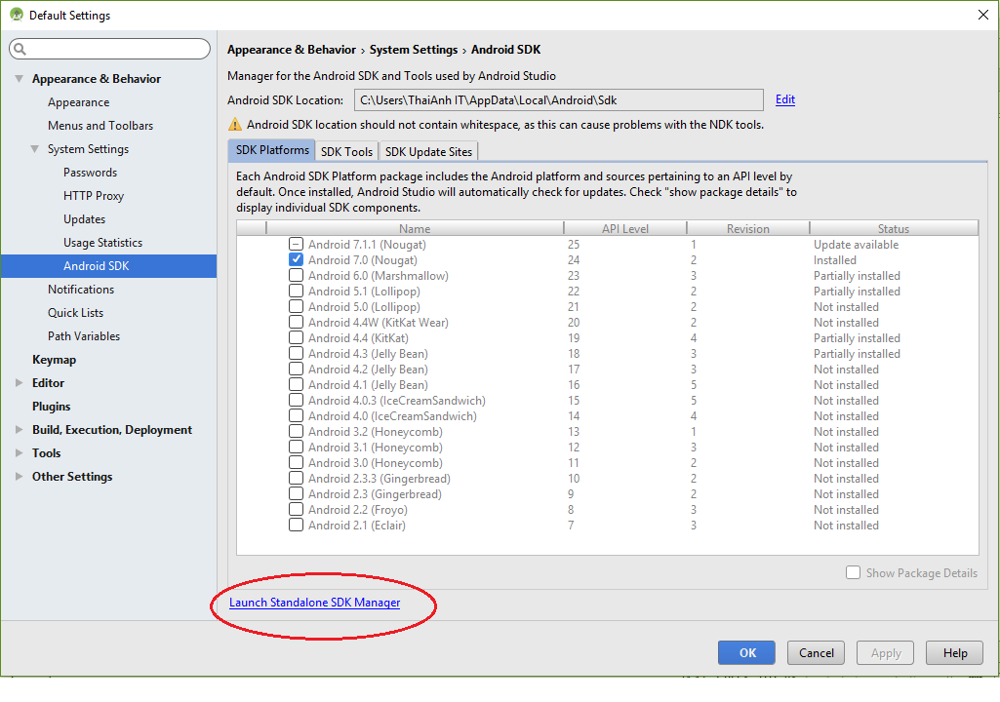 Default Settings
Appearance & Behavior
Appearance
Menus and Toolbars
System Settings
Passwords
HTTP Proxy
Updates
Usage Statistics
Android SDK
Notifications
Quick Lists
Path Variables
Keymap
Editor
Plugins
Build, Execution, Deployment
Tools
Other Settings
Appearance & Behavior › System Settings › Android SDK
Manager for the Android SDK and Tools used by Android Studio
Android SDK Location: C:\Users\ThaiAnh IT\AppData\Local\Android\Sdk Edit
Android SDK location should not contain whitespace, as this can cause problems with the NDK tools.
SDK Platforms SDK Tools SDK Update Sites
Each Android SDK Platform package includes the Android platform and sources pertaining to an API level by
default. Once installed, Android Studio will automatically check for updates. Check "show package details" to
display individual SDK components.
Name API Level Revision Status
Android 7.1.1 (Nougat) 25 1 Update available
Android 7.0 (Nougat) 24 2 Installed
Android 6.0 (Marshmallow) 23 3 Partially installed
Android 5.1 (Lollipop) 22 2 Partially installed
Android 5.0 (Lollipop) 21 2 Not installed
Android 4.4W (KitKat Wear) 20 2 Not installed
Android 4.4 (KitKat) 19 4 Partially installed
Android 4.3 (Jelly Bean) 18 3 Partially installed
Android 4.2 (Jelly Bean) 17 3 Not installed
Android 4.1 (Jelly Bean) 16 5 Not installed
Android 4.0.3 (IceCreamSandwich) 15 5 Not installed
Android 4.0 (IceCreamSandwich) 14 4 Not installed
Android 3.2 (Honeycomb) 13 1 Not installed
Android 3.1 (Honeycomb) 12 3 Not installed
Android 3.0 (Honeycomb) 11 2 Not installed
Android 2.3.3 (Gingerbread) 10 2 Not installed
Android 2.3 (Gingerbread) 9 2 Not installed
Android 2.2 (Froyo) 8 3 Not installed
Android 2.1 (Eclair) 7 3 Not installed
Show Package Details
Launch Standalone SDK Manager
OK Cancel Apply Help